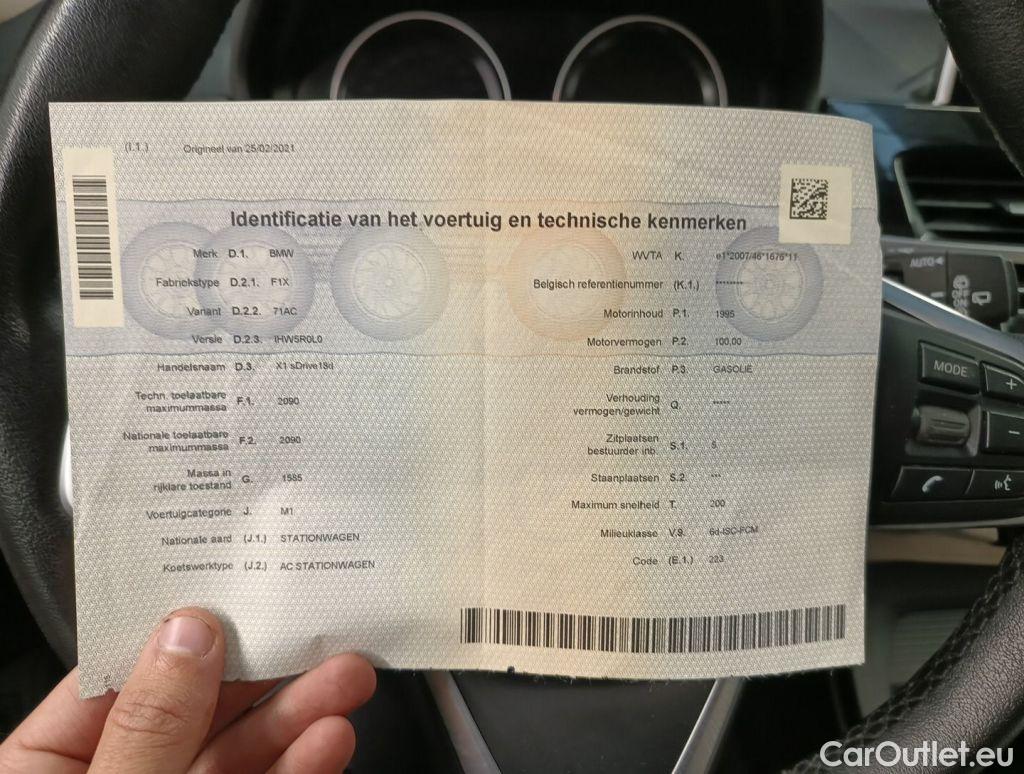 (I.1.) Origineel van 25/02/2021
Identificatie van het voertuig en technische kenmerken
Merk D.1. BMW
Fabriekstype D.2.1. F1X
Variant D.2.2. 71AC
Versie D.2.3. IHW5R0L0
Handelsnaam D.3. X1 sDrive18d
Techn. toelaatbare
maximummassa F.1. 2090
Nationale toelaatbare
maximummassa F.2. 2090
Massa in
rijklare toestand G. 1585
Voertuigcategorie J. M1
Nationale aard (J.1.) STATIONWAGEN
Koetswerktype (J.2.) AC STATIONWAGEN
WVTA K. e1*2007/46*1676*11
Belgisch referentienummer (K.1.) ********
Motorinhoud P.1. 1995
Motorvermogen P.2. 100,00
Brandstof P.3. GASOLIE
Verhouding
vermogen/gewicht Q. *****
Zitplaatsen
bestuurder inb. S.1. 5
Staanplaatsen S.2. ***
Maximum snelheid T. 200
Milieuklasse V.9. 6d-ISC-FCM
Code (E.1.) 223
AUTO
MODE
+
−
CarOutlet.eu